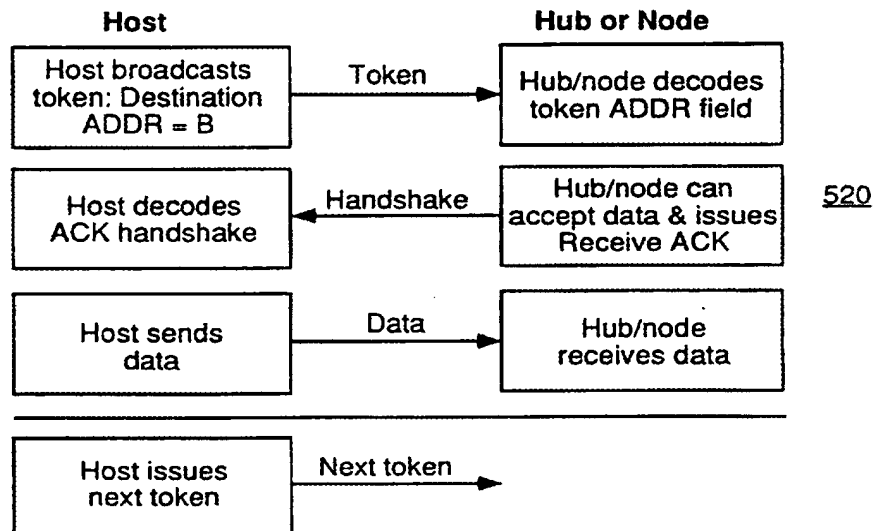 Host
Hub or Node
Host broadcasts
token: Destination
ADDR = B
Token
Hub/node decodes
token ADDR field
Host decodes
ACK handshake
Handshake
Hub/node can
accept data & issues
Receive ACK
520
Host sends
data
Data
Hub/node
receives data
Host issues
next token
Next token